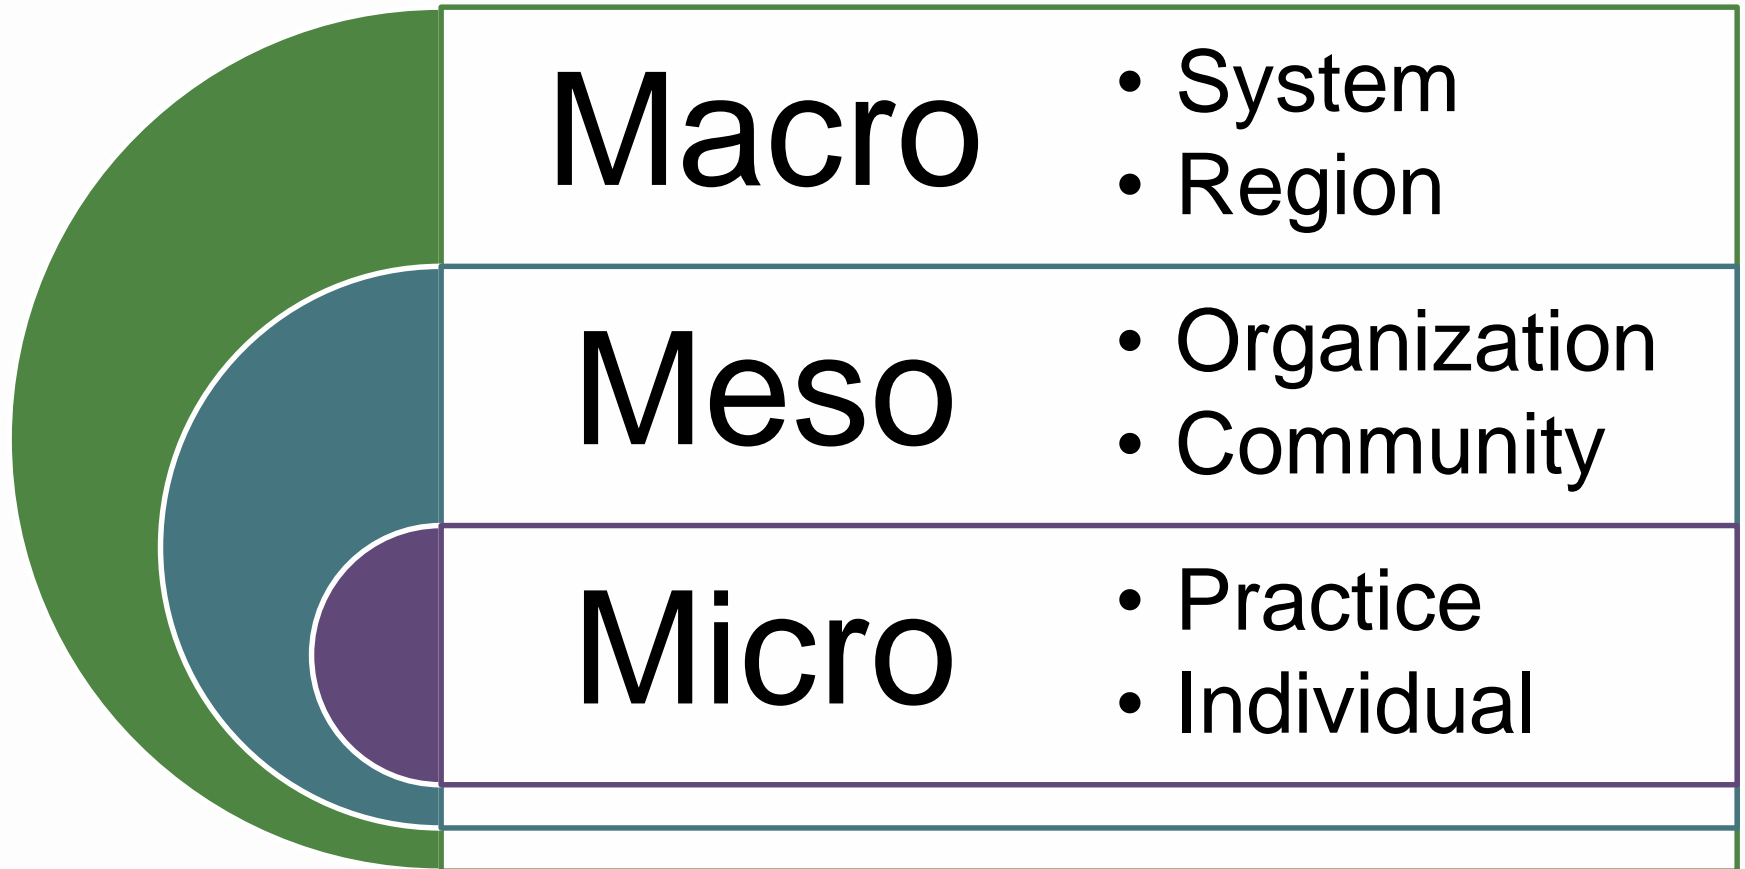 Macro
• System
• Region
Meso
• Organization
• Community
Micro
• Practice
• Individual